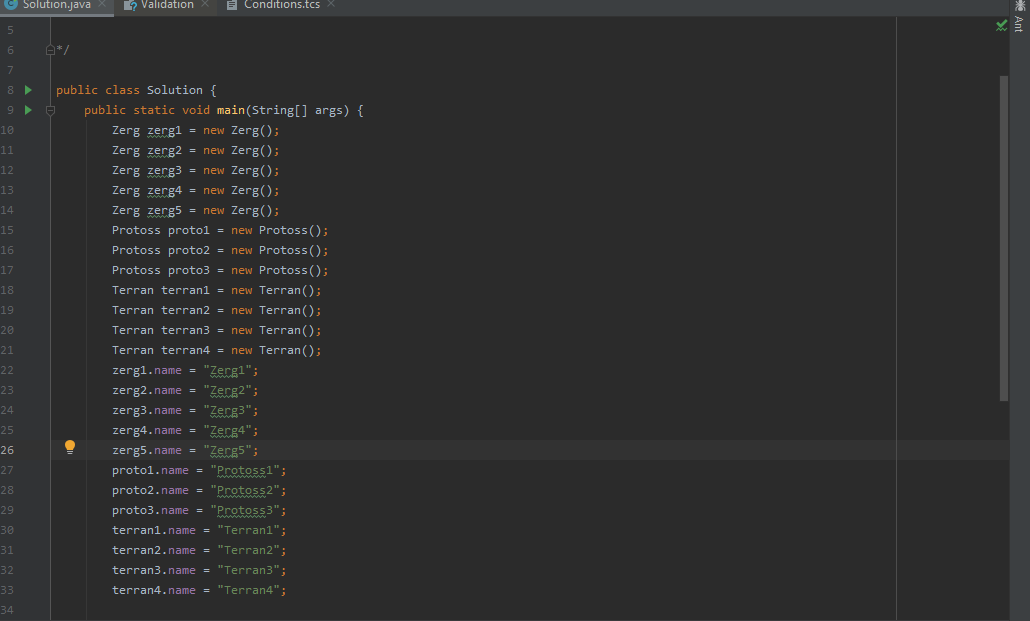 Solution.java × Validation × Conditions.tcs ×
Ant
5
6 */
7
8 public class Solution {
9 public static void main(String[] args) {
10 Zerg zerg1 = new Zerg();
11 Zerg zerg2 = new Zerg();
12 Zerg zerg3 = new Zerg();
13 Zerg zerg4 = new Zerg();
14 Zerg zerg5 = new Zerg();
15 Protoss proto1 = new Protoss();
16 Protoss proto2 = new Protoss();
17 Protoss proto3 = new Protoss();
18 Terran terran1 = new Terran();
19 Terran terran2 = new Terran();
20 Terran terran3 = new Terran();
21 Terran terran4 = new Terran();
22 zerg1.name = "Zerg1";
23 zerg2.name = "Zerg2";
24 zerg3.name = "Zerg3";
25 zerg4.name = "Zerg4";
26 zerg5.name = "Zerg5";
27 proto1.name = "Protoss1";
28 proto2.name = "Protoss2";
29 proto3.name = "Protoss3";
30 terran1.name = "Terran1";
31 terran2.name = "Terran2";
32 terran3.name = "Terran3";
33 terran4.name = "Terran4";
34